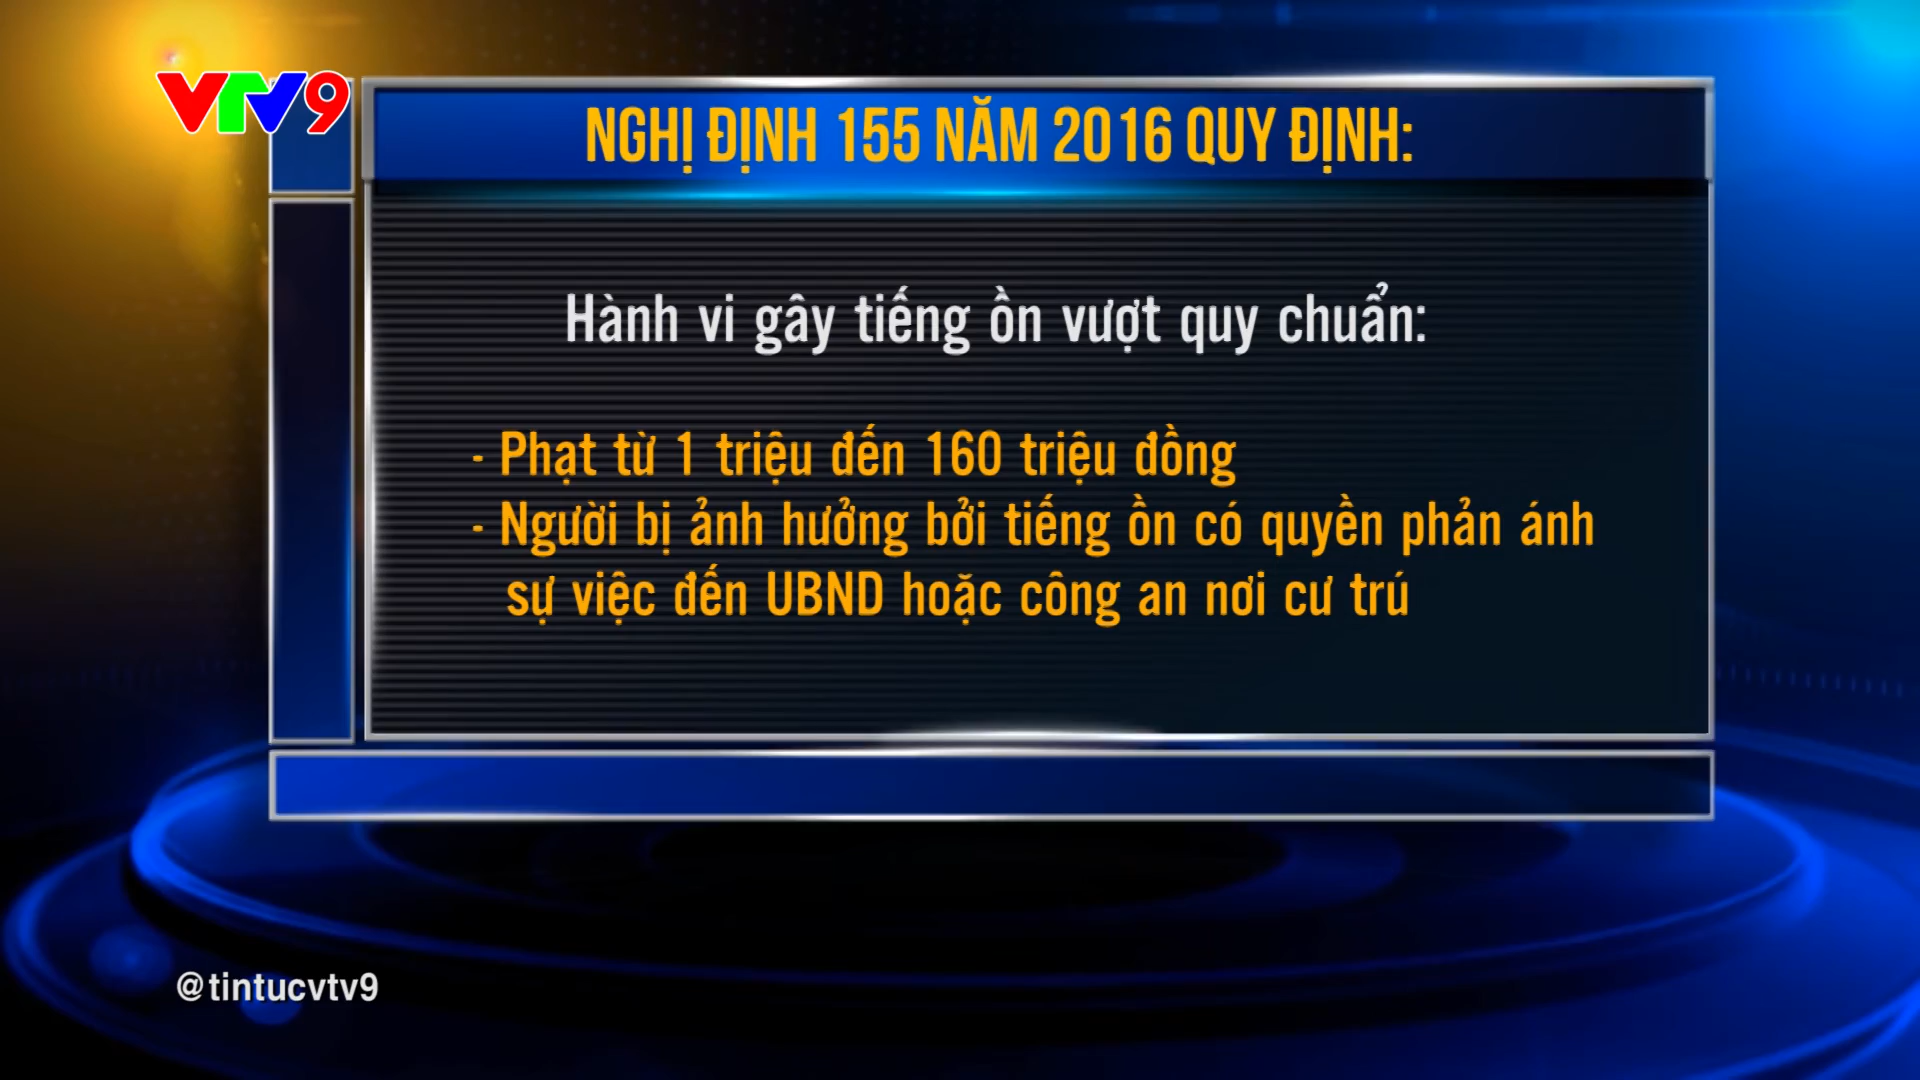 VTV9
NGHỊ ĐỊNH 155 NĂM 2016 QUY ĐỊNH:
Hành vi gây tiếng ồn vượt quy chuẩn:
- Phạt từ 1 triệu đến 160 triệu đồng
- Người bị ảnh hưởng bởi tiếng ồn có quyền phản ánh
sự việc đến UBND hoặc công an nơi cư trú
@tintucvtv9